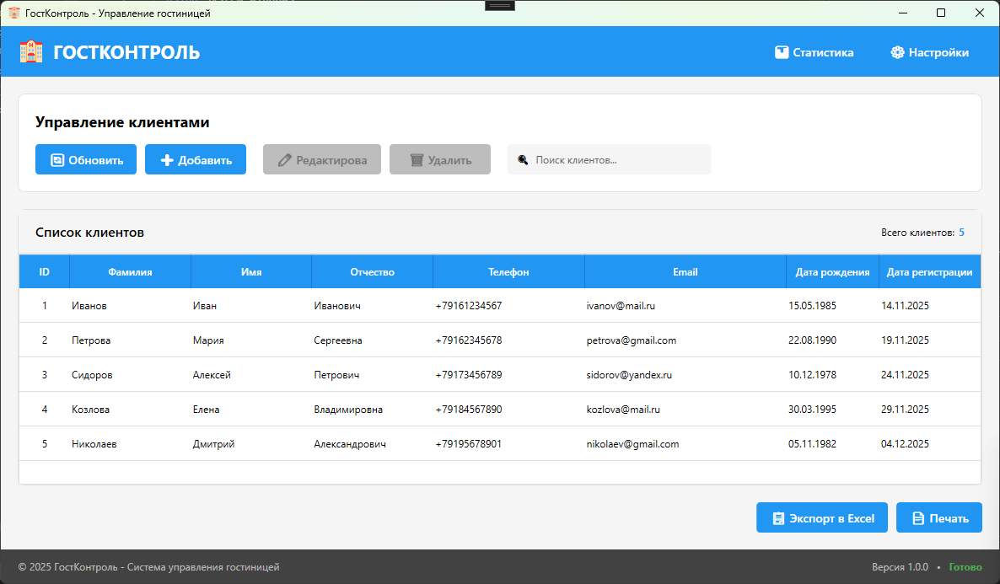 ГостКонтроль - Управление гостиницей
ГОСТКОНТРОЛЬ Статистика Настройки
Управление клиентами
Обновить Добавить Редактирова Удалить Поиск клиентов...
Список клиентов Всего клиентов: 5
ID Фамилия Имя Отчество Телефон Email Дата рождения Дата регистрации
1 Иванов Иван Иванович +79161234567 ivanov@mail.ru 15.05.1985 14.11.2025
2 Петрова Мария Сергеевна +79162345678 petrova@gmail.com 22.08.1990 19.11.2025
3 Сидоров Алексей Петрович +79173456789 sidorov@yandex.ru 10.12.1978 24.11.2025
4 Козлова Елена Владимировна +79184567890 kozlova@mail.ru 30.03.1995 29.11.2025
5 Николаев Дмитрий Александрович +79195678901 nikolaev@gmail.com 05.11.1982 04.12.2025
Экспорт в Excel Печать
© 2025 ГостКонтроль - Система управления гостиницей Версия 1.0.0 • Готово